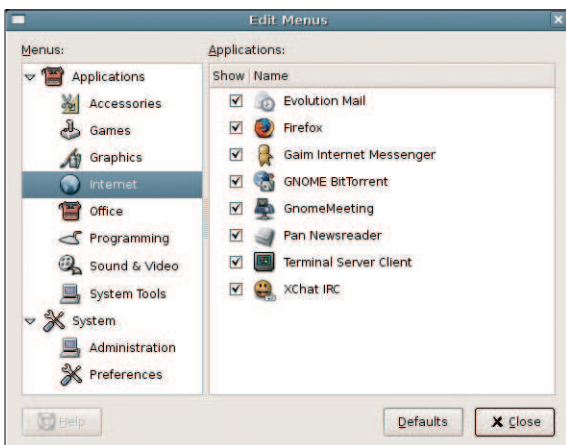 Edit Menus
Menus:
Applications:
Applications
Accessories
Games
Graphics
Internet
Office
Programming
Sound & Video
System Tools
System
Administration
Preferences
Show Name
Evolution Mail
Firefox
Gaim Internet Messenger
GNOME BitTorrent
GnomeMeeting
Pan Newsreader
Terminal Server Client
XChat IRC
Help
Defaults
Close